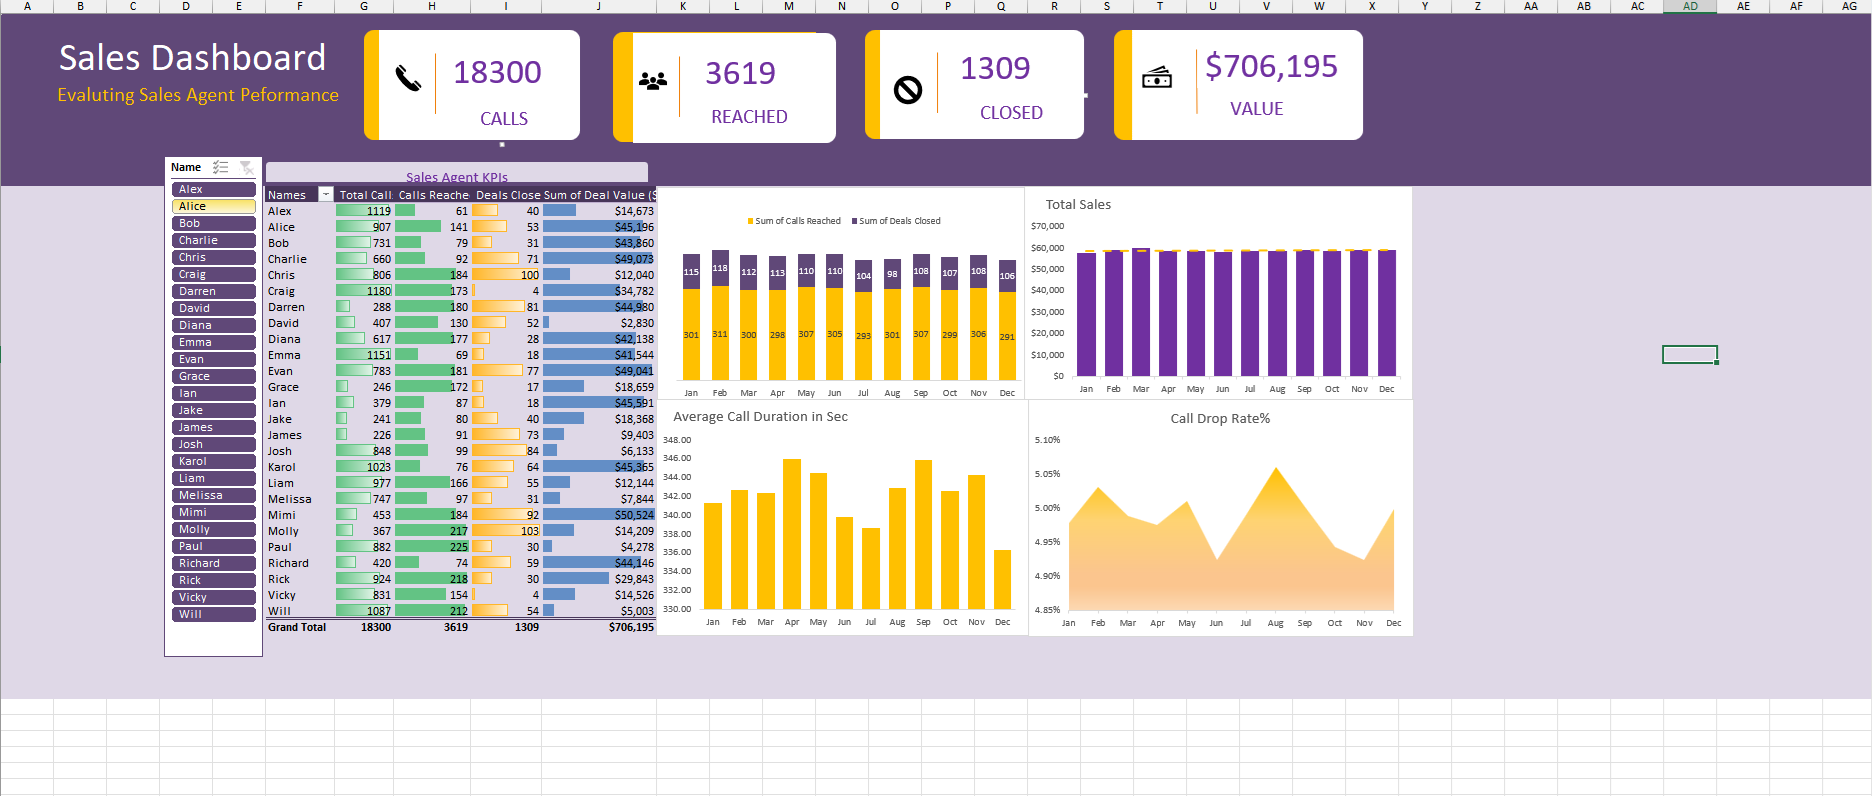 A B C D E F G H I J K L M N O P Q R S T U V W X Y Z AA AB AC AD AE AF AG
Sales Dashboard
Evaluting Sales Agent Peformance
18300
CALLS
3619
REACHED
1309
CLOSED
$706,195
VALUE
Name
Alex
Alice
Bob
Charlie
Chris
Craig
Darren
David
Diana
Emma
Evan
Grace
Ian
Jake
James
Josh
Karol
Liam
Melissa
Mimi
Molly
Paul
Richard
Rick
Vicky
Will
Sales Agent KPIs
Names Total Call Calls Reache Deals Close Sum of Deal Value ($
Alex 1119 61 40 $14,673
Alice 907 141 53 $45,196
Bob 731 79 31 $43,860
Charlie 660 92 71 $49,073
Chris 806 184 100 $12,040
Craig 1180 173 4 $34,782
Darren 288 180 81 $44,980
David 407 130 52 $2,830
Diana 617 177 28 $42,138
Emma 1151 69 18 $41,544
Evan 783 181 77 $49,041
Grace 246 172 17 $18,659
Ian 379 87 18 $45,591
Jake 241 80 40 $18,368
James 226 91 73 $9,403
Josh 848 99 84 $6,133
Karol 1023 76 64 $45,365
Liam 977 166 55 $12,144
Melissa 747 97 31 $7,844
Mimi 453 184 92 $50,524
Molly 367 217 103 $14,209
Paul 882 225 30 $4,278
Richard 420 74 59 $44,146
Rick 924 218 30 $29,843
Vicky 831 154 4 $14,526
Will 1087 212 54 $5,003
Grand Total 18300 3619 1309 $706,195
Sum of Calls Reached Sum of Deals Closed
115 118 112 113 110 110 104 98 108 107 108 106
301 311 300 298 307 305 293 301 307 299 306 291
Jan Feb Mar Apr May Jun Jul Aug Sep Oct Nov Dec
Total Sales
$70,000
$60,000
$50,000
$40,000
$30,000
$20,000
$10,000
$0
Jan Feb Mar Apr May Jun Jul Aug Sep Oct Nov Dec
Average Call Duration in Sec
348.00
346.00
344.00
342.00
340.00
338.00
336.00
334.00
332.00
330.00
Jan Feb Mar Apr May Jun Jul Aug Sep Oct Nov Dec
Call Drop Rate%
5.10%
5.05%
5.00%
4.95%
4.90%
4.85%
Jan Feb Mar Apr May Jun Jul Aug Sep Oct Nov Dec